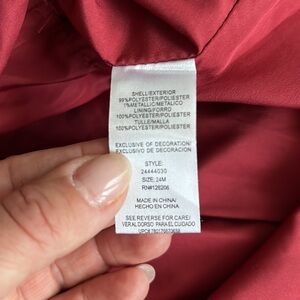 SHELL/EXTERIOR
99%POLYESTER/POLIESTER
1%METALLIC/METALICO
LINING/FORRO
100%POLYESTER/POLIESTER
TULLE/MALLA
100%POLYESTER/POLIESTER
EXCLUSIVE OF DECORATION/
EXCLUSIVO DE DECORACION
STYLE:
24444030
SIZE: 24M
RN#128206
MADE IN CHINA/
HECHO EN CHINA
SEE REVERSE FOR CARE/
VER AL DORSO PARA EL CUIDADO